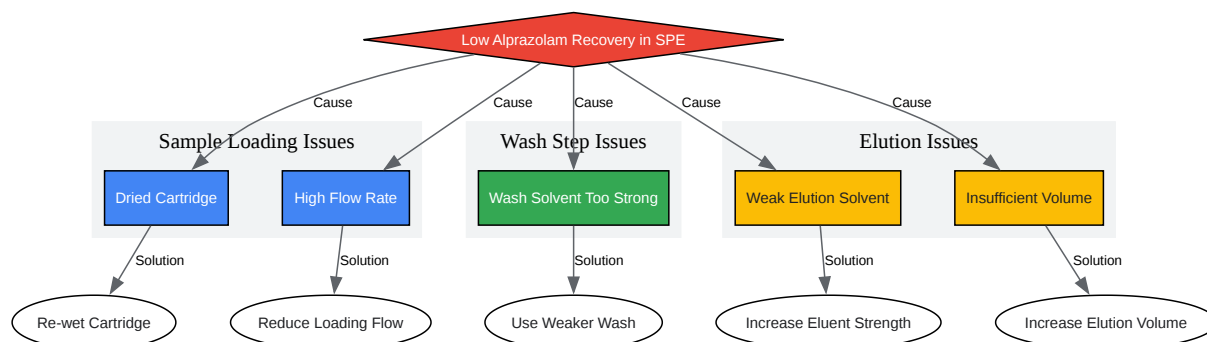 Low Alprazolam Recovery in SPE
Cause
Cause
Cause
Cause
Cause
Sample Loading Issues
Wash Step Issues
Elution Issues
Dried Cartridge
High Flow Rate
Wash Solvent Too Strong
Weak Elution Solvent
Insufficient Volume
Solution
Solution
Solution
Solution
Solution
Re-wet Cartridge
Reduce Loading Flow
Use Weaker Wash
Increase Eluent Strength
Increase Elution Volume